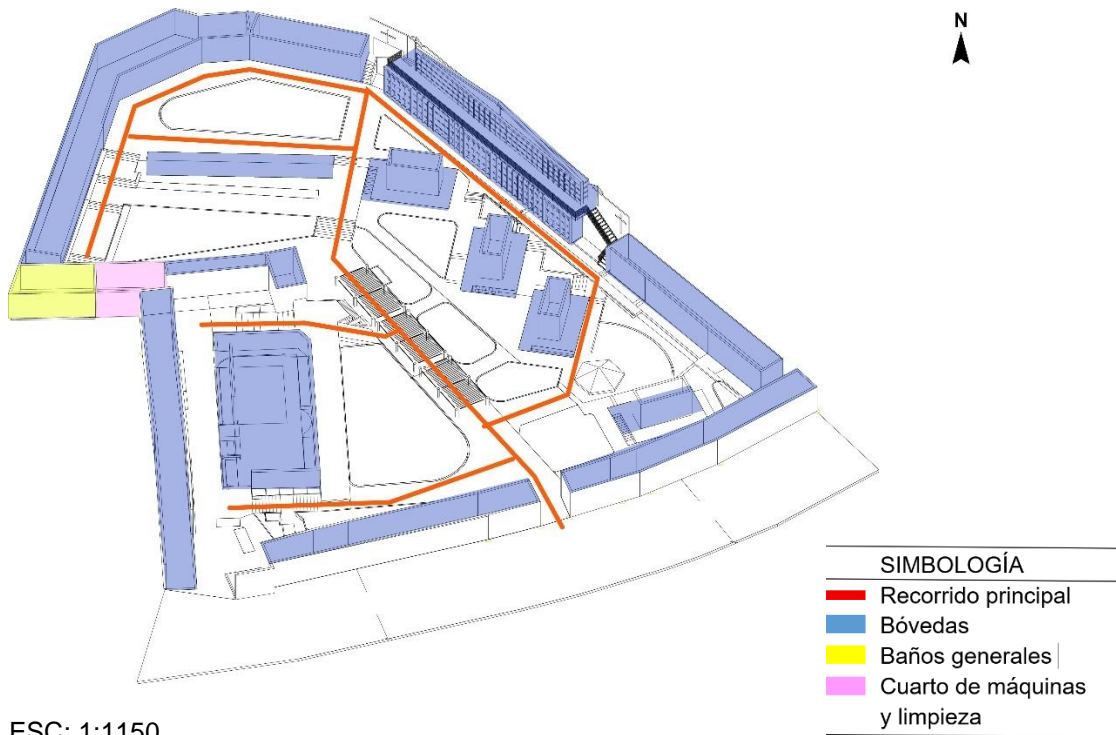 N
SIMBOLOGÍA
Recorrido principal
Bóvedas
Baños generales
Cuarto de máquinas
y limpieza
ESC: 1:1150